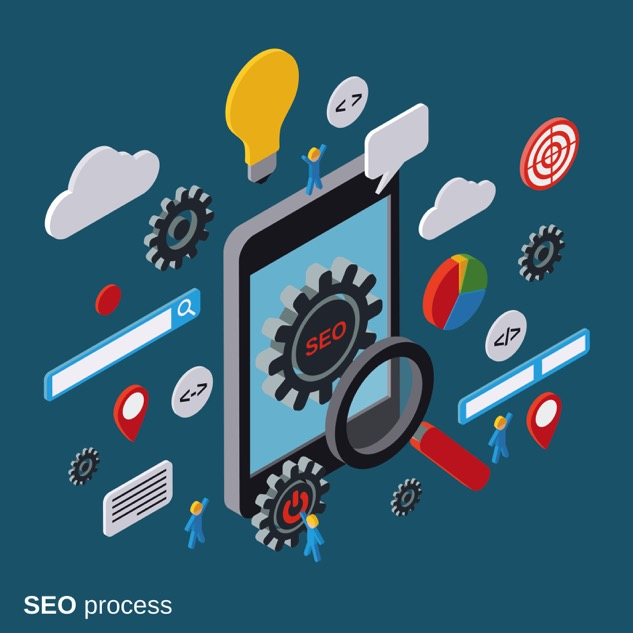 < >
SEO
</>
<->
SEO process